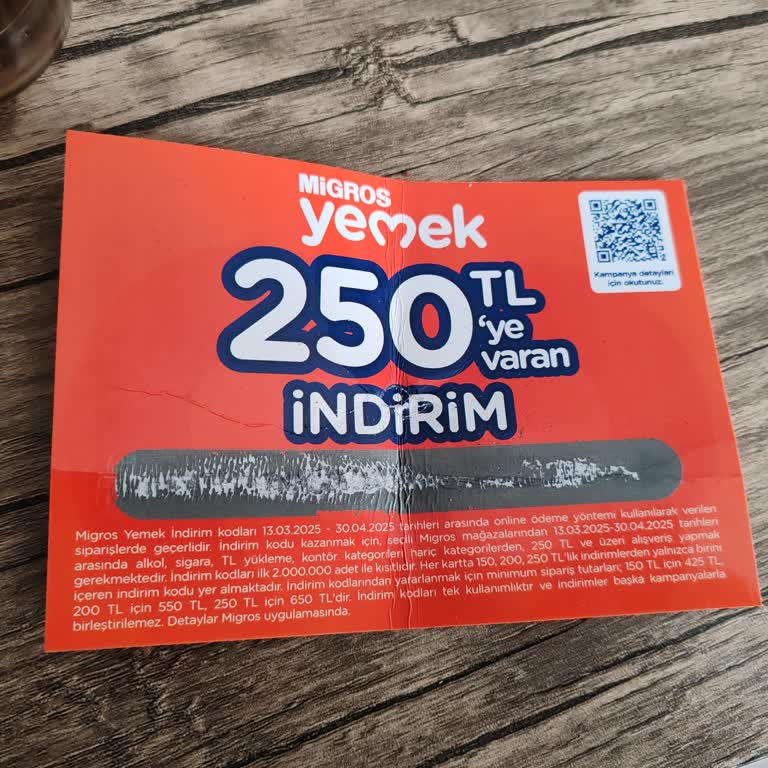 MiGROS
yemek
250 TL
'ye
varan
iNDiRiM
Kampanya detayları
için okutunuz.
Migros Yemek İndirim kodları 13.03.2025 - 30.04.2025 tarihleri arasında online ödeme yöntemi kullanılarak verilen
siparişlerde geçerlidir. İndirim kodu kazanmak için, seçili Migros mağazalarından 13.03.2025-30.04.2025 tarihleri
arasında alkol, sigara, TL yükleme, kontör kategorileri hariç kategorilerden, 250 TL ve üzeri alışveriş yapmak
gerekmektedir. İndirim kodları ilk 2.000.000 adet ile kısıtlıdır. Her kartta 150, 200, 250 TL'lik indirimlerden yalnızca birini
içeren indirim kodu yer almaktadır. İndirim kodlarından yararlanmak için minimum sipariş tutarları; 150 TL için 425 TL,
200 TL için 550 TL, 250 TL için 650 TL'dir. İndirim kodları tek kullanımlıktır ve indirimler başka kampanyalarla
birleştirilemez. Detaylar Migros uygulamasında.